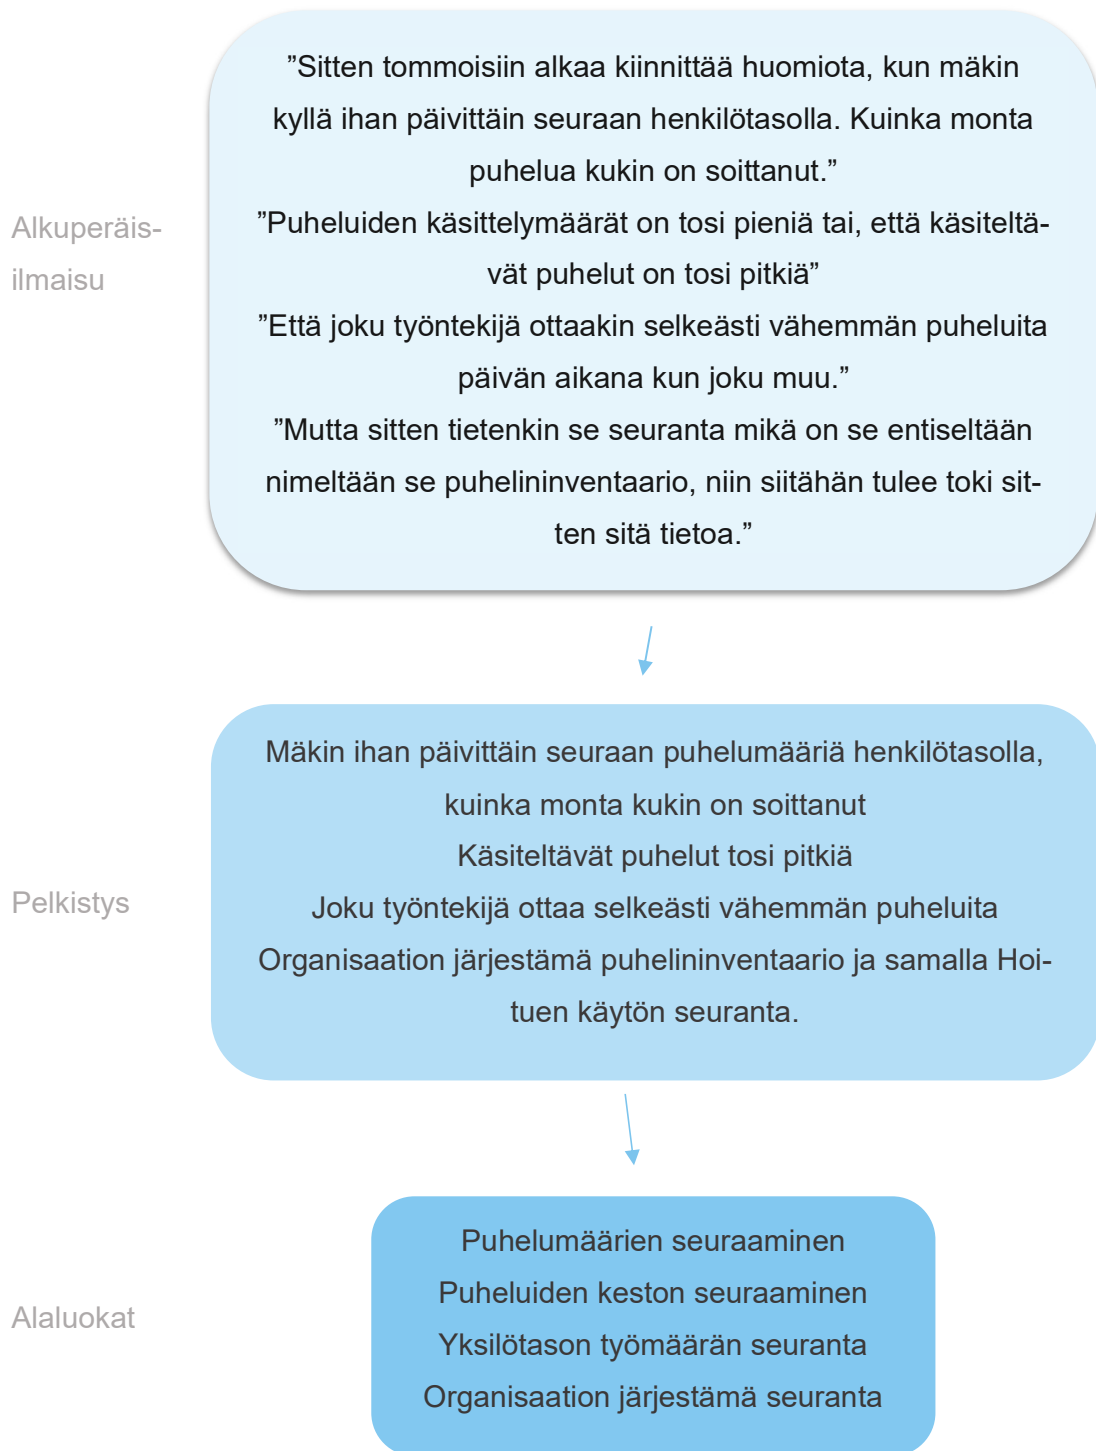 ”Sitten tommoisiin alkaa kiinnittää huomiota, kun mäkin
kyllä ihan päivittäin seuraan henkilötasolla. Kuinka monta
puhelua kukin on soittanut.”
”Puheluiden käsittelymäärät on tosi pieniä tai, että käsiteltä-
vät puhelut on tosi pitkiä”
”Että joku työntekijä ottaakin selkeästi vähemmän puheluita
päivän aikana kun joku muu.”
”Mutta sitten tietenkin se seuranta mikä on se entiseltään
nimeltään se puhelininventaario, niin siitähän tulee toki sit-
ten sitä tietoa.”
Alkuperäis-
ilmaisu
Mäkin ihan päivittäin seuraan puhelumääriä henkilötasolla,
kuinka monta kukin on soittanut
Käsiteltävät puhelut tosi pitkiä
Joku työntekijä ottaa selkeästi vähemmän puheluita
Organisaation järjestämä puhelininventaario ja samalla Hoi-
tuen käytön seuranta.
Pelkistys
Puhelumäärien seuraaminen
Puheluiden keston seuraaminen
Yksilötason työmäärän seuranta
Organisaation järjestämä seuranta
Alaluokat